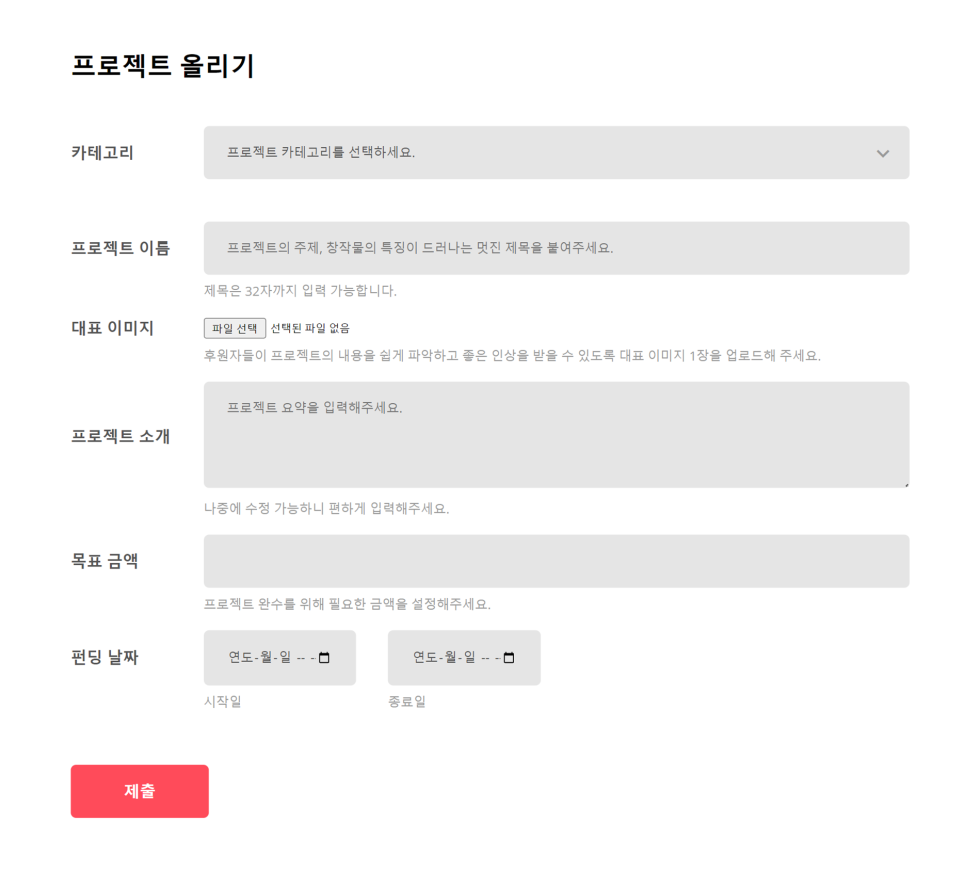 프로젝트 올리기
카테고리
프로젝트 카테고리를 선택하세요.
프로젝트 이름
프로젝트의 주제, 창작물의 특징이 드러나는 멋진 제목을 붙여주세요.
제목은 32자까지 입력 가능합니다.
대표 이미지
파일 선택 선택된 파일 없음
후원자들이 프로젝트의 내용을 쉽게 파악하고 좋은 인상을 받을 수 있도록 대표 이미지 1장을 업로드해 주세요.
프로젝트 소개
프로젝트 요약을 입력해주세요.
나중에 수정 가능하니 편하게 입력해주세요.
목표 금액
프로젝트 완수를 위해 필요한 금액을 설정해주세요.
펀딩 날짜
연도-월-일 -- - 연도-월-일 -- -
시작일 종료일
제출